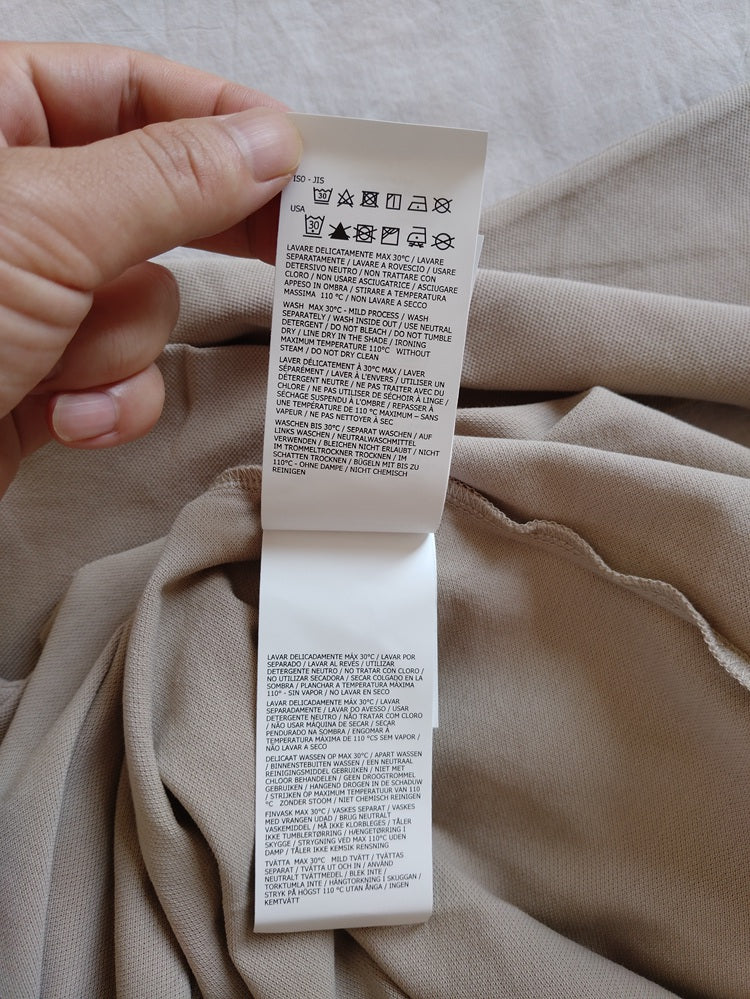 ISO - JIS
30
USA
30
LAVARE DELICATAMENTE MAX 30°C / LAVARE
SEPARATAMENTE / LAVARE A ROVESCIO / USARE
DETERSIVO NEUTRO / NON TRATTARE CON
CLORO / NON USARE ASCIUGATRICE / ASCIUGARE
APPESO IN OMBRA / STIRARE A TEMPERATURA
MASSIMA 110 °C / NON LAVARE A SECCO
WASH MAX 30°C - MILD PROCESS / WASH
SEPARATELY / WASH INSIDE OUT / USE NEUTRAL
DETERGENT / DO NOT BLEACH / DO NOT TUMBLE
DRY / LINE DRY IN THE SHADE / IRONING
MAXIMUM TEMPERATURE 110°C WITHOUT
STEAM / DO NOT DRY CLEAN
LAVER DÉLICATEMENT À 30°C MAX / LAVER
SÉPARÉMENT / LAVER À L'ENVERS / UTILISER UN
DÉTERGENT NEUTRE / NE PAS TRAITER AVEC DU
CHLORE / NE PAS UTILISER DE SÉCHOIR À LINGE /
SÉCHAGE SUSPENDU À L'OMBRE / REPASSER À
UNE TEMPÉRATURE DE 110 °C MAXIMUM – SANS
VAPEUR / NE PAS NETTOYER À SEC
WASCHEN BIS 30°C / SEPARAT WASCHEN / AUF
LINKS WASCHEN / NEUTRALWASCHMITTEL
VERWENDEN / BLEICHEN NICHT ERLAUBT / NICHT
IM TROMMELTROCKNER TROCKNEN / IM
SCHATTEN TROCKNEN / BÜGELN MIT BIS ZU
110°C - OHNE DAMPE / NICHT CHEMISCH
REINIGEN
LAVAR DELICADAMENTE MÁX 30°C / LAVAR POR
SEPARADO / LAVAR AL REVÉS / UTILIZAR
DETERGENTE NEUTRO / NO TRATAR CON CLORO /
NO UTILIZAR SECADORA / SECAR COLGADO EN LA
SOMBRA / PLANCHAR A TEMPERATURA MÁXIMA
110° - SIN VAPOR / NO LAVAR EN SECO
LAVAR DELICADAMENTE MÁX 30°C / LAVAR
SEPARADAMENTE / LAVAR DO AVESSO / USAR
DETERGENTE NEUTRO / NÃO TRATAR COM CLORO
/ NÃO USAR MÁQUINA DE SECAR / SECAR
PENDURADO NA SOMBRA / ENGOMAR À
TEMPERATURA MÁXIMA DE 110 °CS SEM VAPOR /
NÃO LAVAR A SECO
DELICAAT WASSEN OP MAX 30°C / APART WASSEN
/ BINNENSTEBUITEN WASSEN / EEN NEUTRAAL
REINIGINGSMIDDEL GEBRUIKEN / NIET MET
CHLOOR BEHANDELEN / GEEN DROOGTROMMEL
GEBRUIKEN / HANGEND DROGEN IN DE SCHADUW
/ STRIJKEN OP MAXIMUM TEMPERATUUR VAN 110
°C ZONDER STOOM / NIET CHEMISCH REINIGEN
FINVASK MAX 30°C / VASKES SEPARAT / VASKES
MED VRANGEN UDAD / BRUG NEUTRALT
VASKEMIDDEL / MÅ IKKE KLORBLEGES / TÅLER
IKKE TUMBLERTØRRING / HÆNGETØRRING I
SKYGGE / STRYGNING VED MAX 110°C UDEN
DAMP / TÅLER IKKE KEMSIK RENSNING
TVÄTTA MAX 30°C MILD TVÄTT / TVÄTTAS
SEPARAT / TVÄTTA UT OCH IN / ANVÄND
NEUTRALT TVÄTTMEDEL / BLEK INTE /
TORKTUMLA INTE / HÄNGTORKNING I SKUGGAN /
STRYK PÅ HÖGST 110 °C UTAN ÅNGA / INGEN
KEMTVÄTT